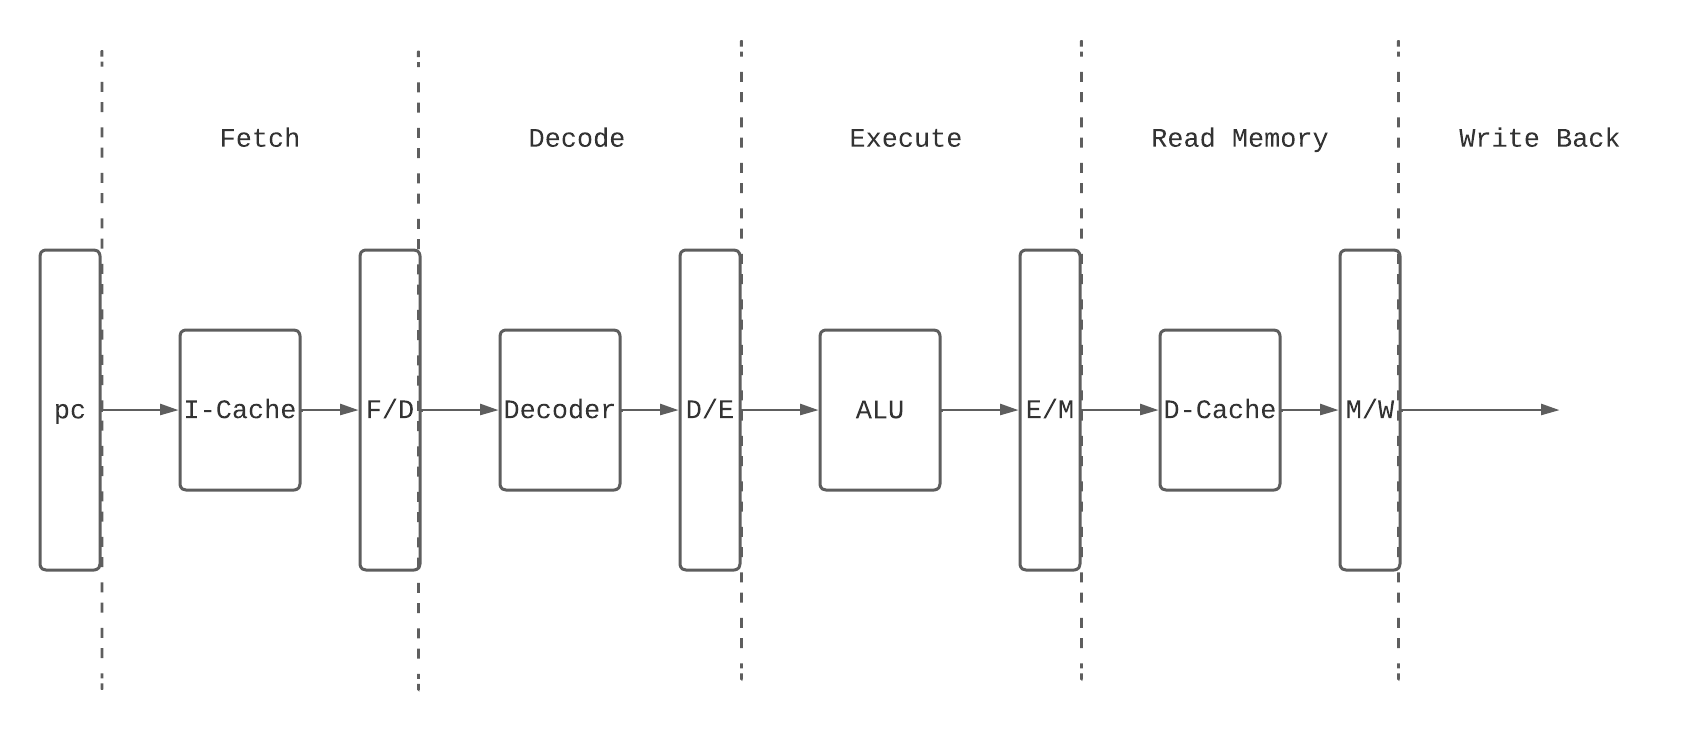 Fetch
Decode
Execute
Read Memory
Write Back
pc
I-Cache
F/D
Decoder
D/E
ALU
E/M
D-Cache
M/W